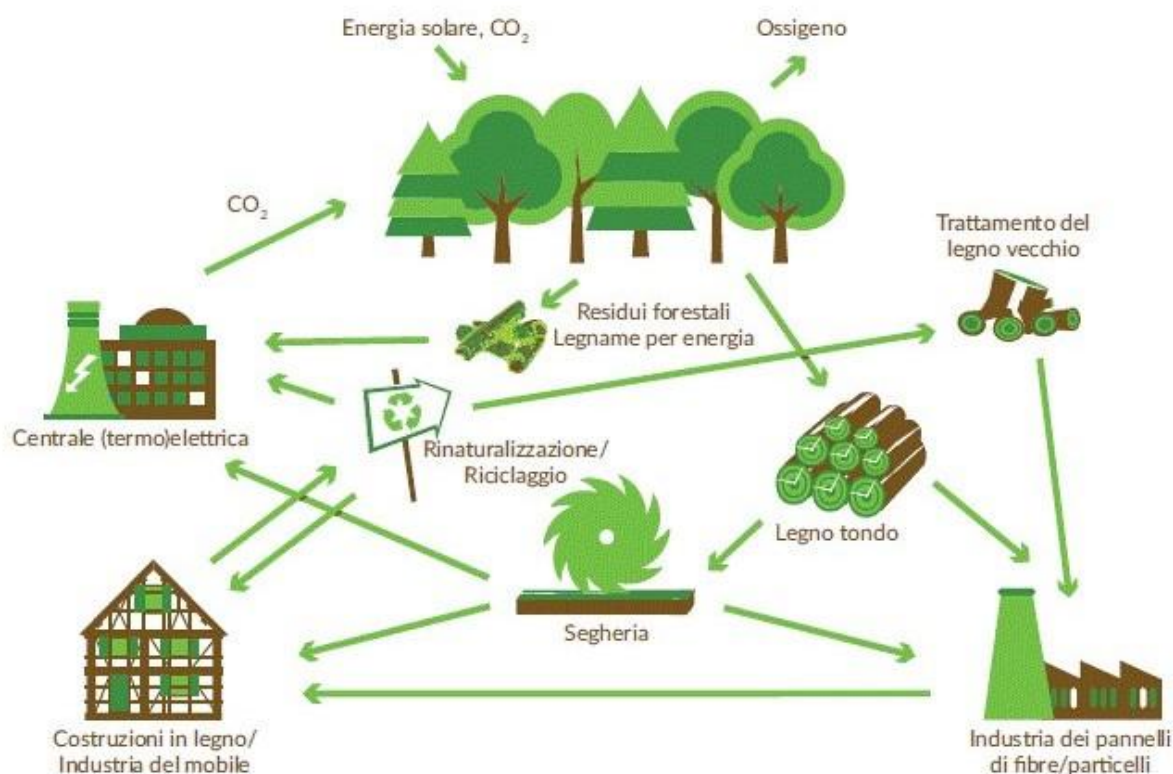 Energia solare, CO₂
Ossigeno
CO₂
Trattamento del
legno vecchio
Residui forestali
Legname per energia
Centrale (termo)elettrica
Rinaturalizzazione/
Riciclaggio
Legno tondo
Segheria
Costruzioni in legno/
Industria del mobile
Industria dei pannelli
di fibre/particelli